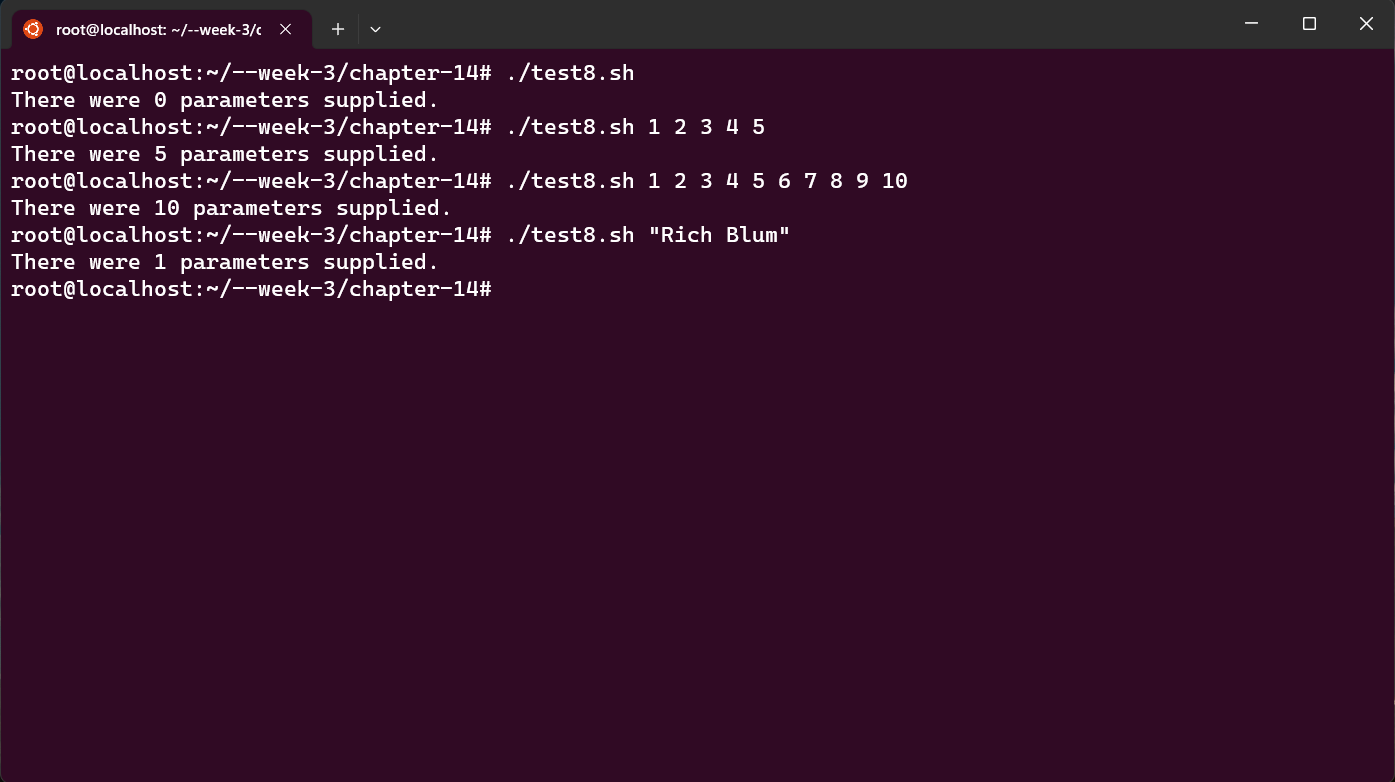 root@localhost: ~/--week-3/c
root@localhost:~/--week-3/chapter-14# ./test8.sh
There were 0 parameters supplied.
root@localhost:~/--week-3/chapter-14# ./test8.sh 1 2 3 4 5
There were 5 parameters supplied.
root@localhost:~/--week-3/chapter-14# ./test8.sh 1 2 3 4 5 6 7 8 9 10
There were 10 parameters supplied.
root@localhost:~/--week-3/chapter-14# ./test8.sh "Rich Blum"
There were 1 parameters supplied.
root@localhost:~/--week-3/chapter-14#